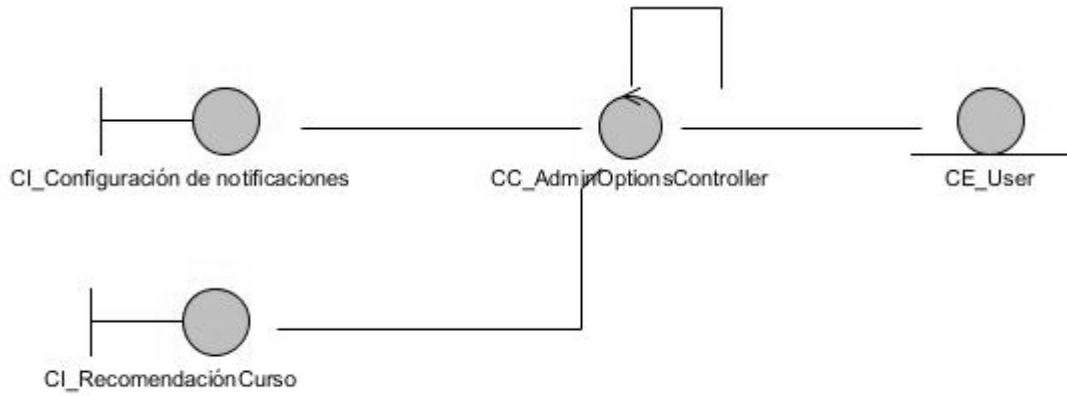 CI_Configuración de notificaciones
CC_AdminOptionsController
CE_User
CI_RecomendaciónCurso